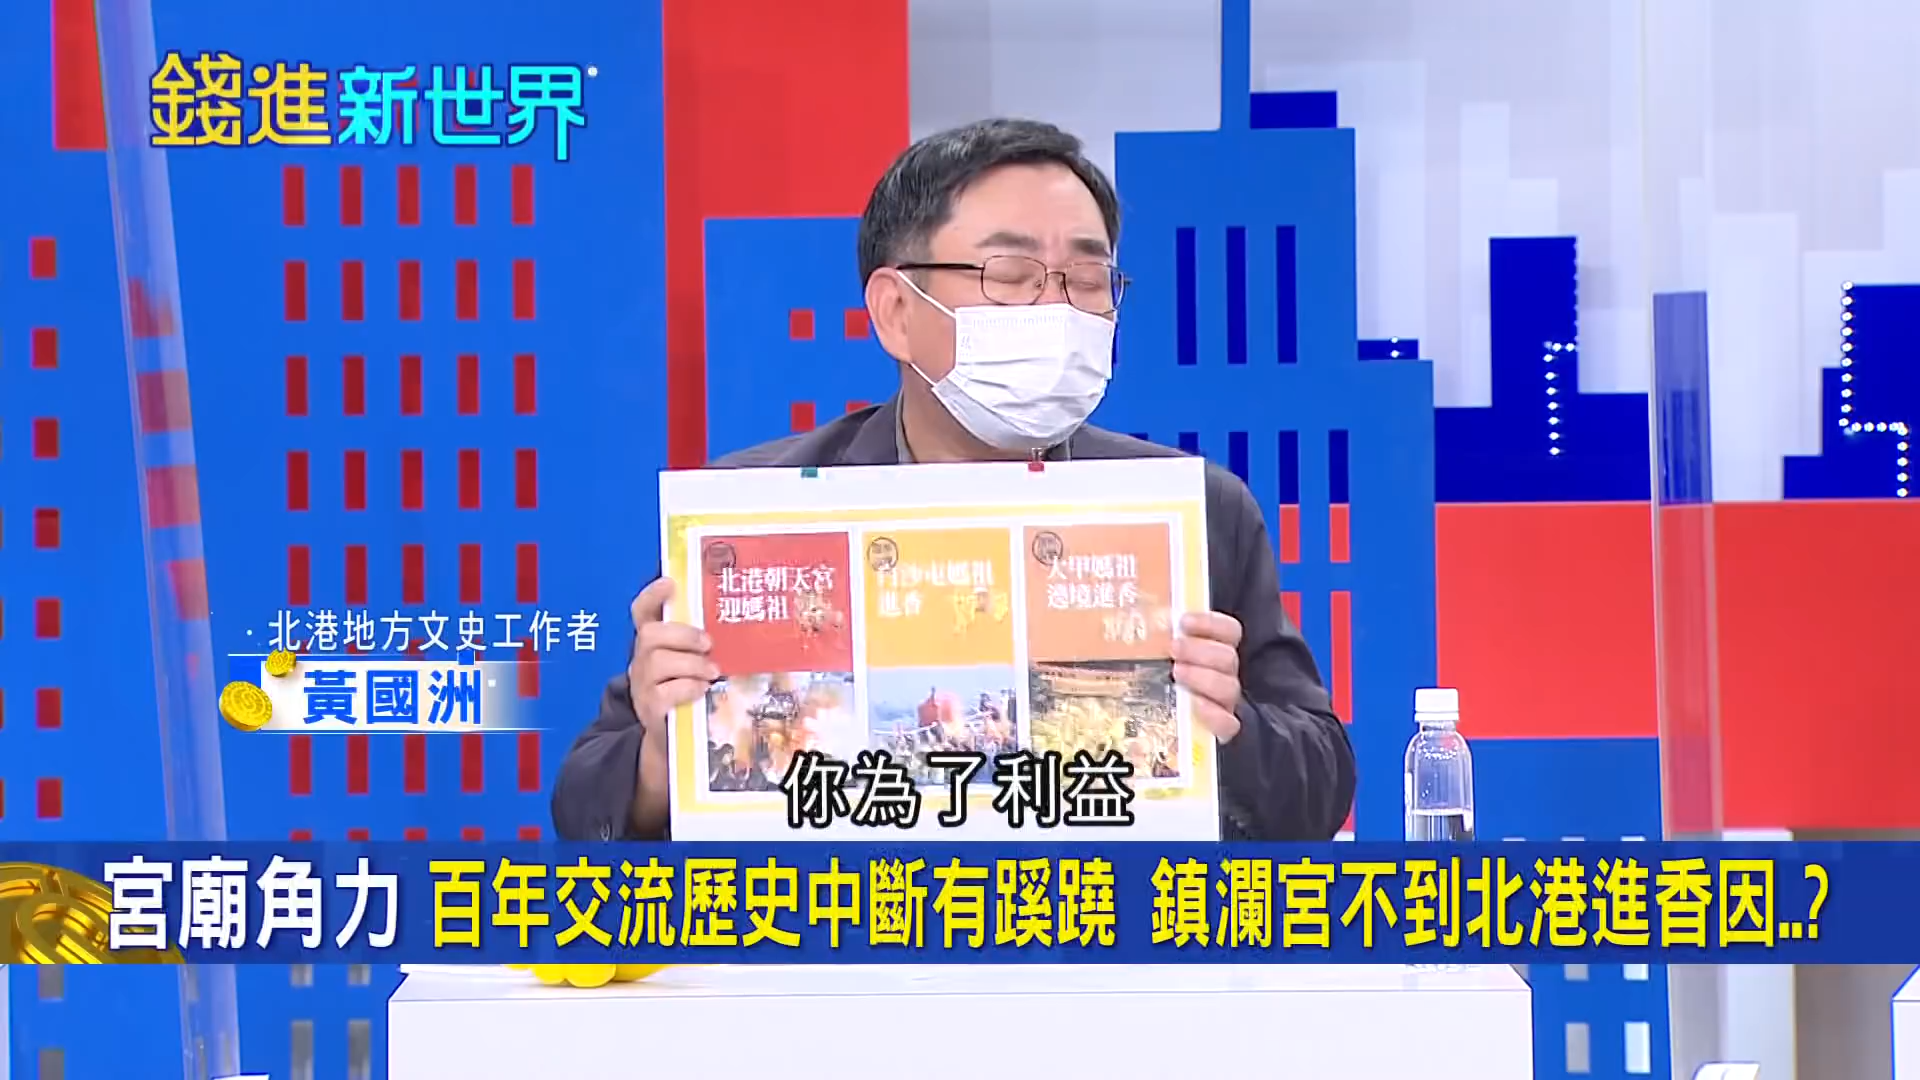 錢進新世界
北港朝天宮
迎媽祖
白沙屯媽祖
進香
大甲媽祖
遶境進香
北港地方文史工作者
黃國洲
你為了利益
宮廟角力 百年交流歷史中斷有蹊蹺 鎮瀾宮不到北港進香因..?